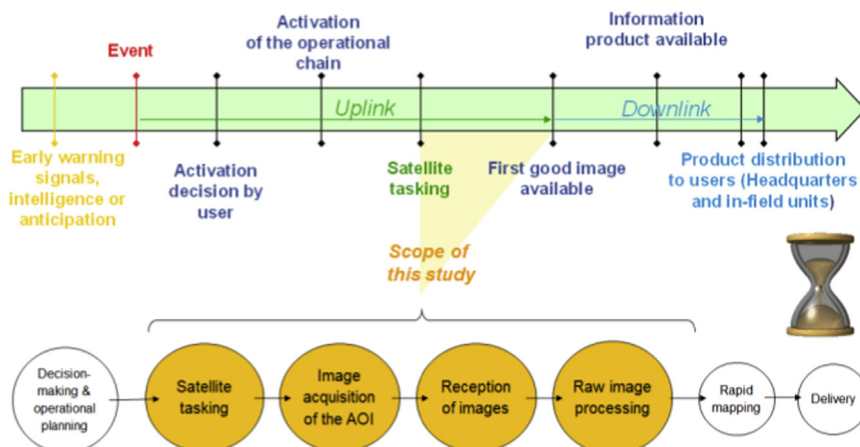 Event
Activation
of the operational
chain
Information
product available
Uplink
Downlink
Early warning
signals,
intelligence or
anticipation
Activation
decision by
user
Satellite
tasking
First good image
available
Product distribution
to users (Headquarters
and in-field units)
Scope of
this study
Decision-
making &
operational
planning
Satellite
tasking
Image
acquisition
of the AOI
Reception
of images
Raw image
processing
Rapid
mapping
Delivery